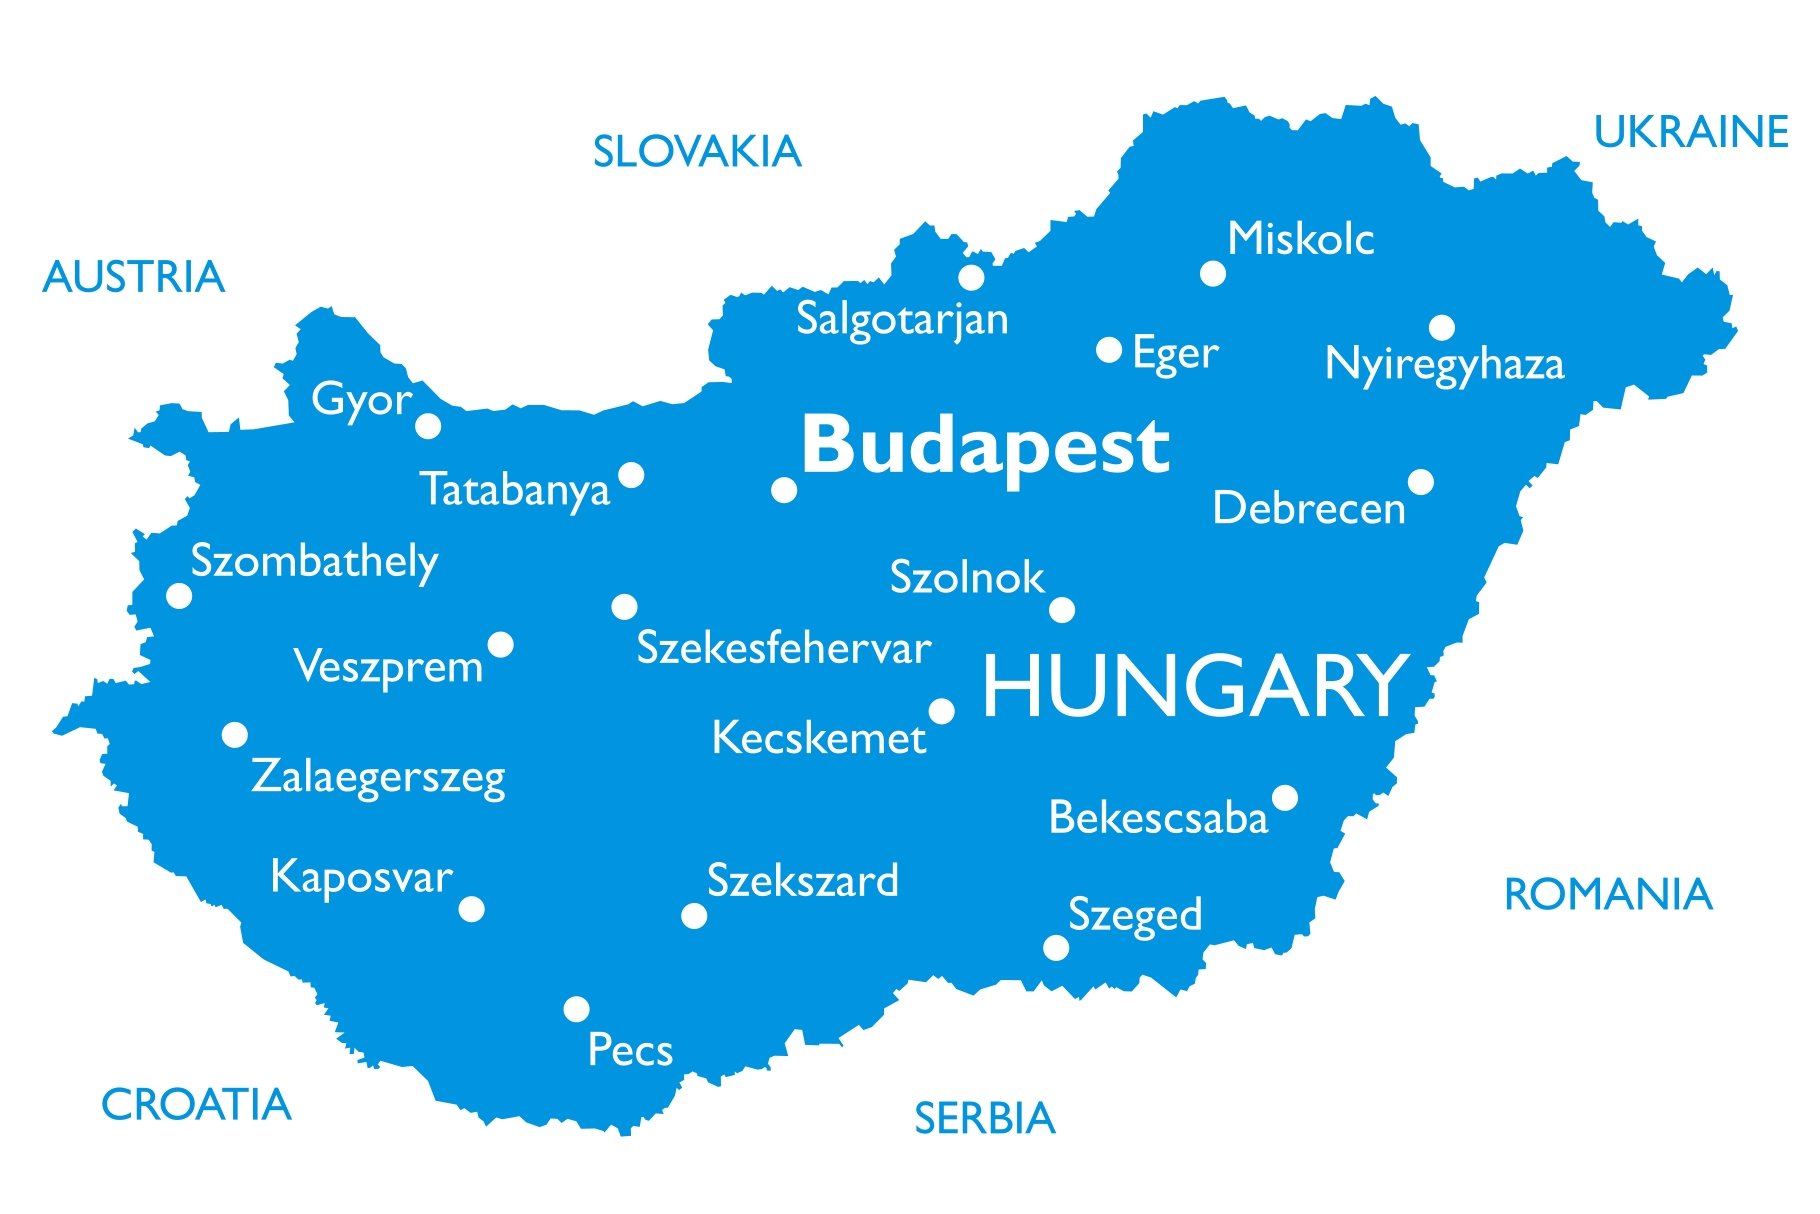 UKRAINE
SLOVAKIA
AUSTRIA
Miskolc
Salgotarjan
Eger
Nyiregyhaza
Gyor
Budapest
Tatabanya
Debrecen
Szombathely
Szolnok
Szekesfehervar
Veszprem
HUNGARY
Kecskemet
Zalaegerszeg
Bekescsaba
Kaposvar
Szekszard
ROMANIA
Szeged
Pecs
CROATIA
SERBIA